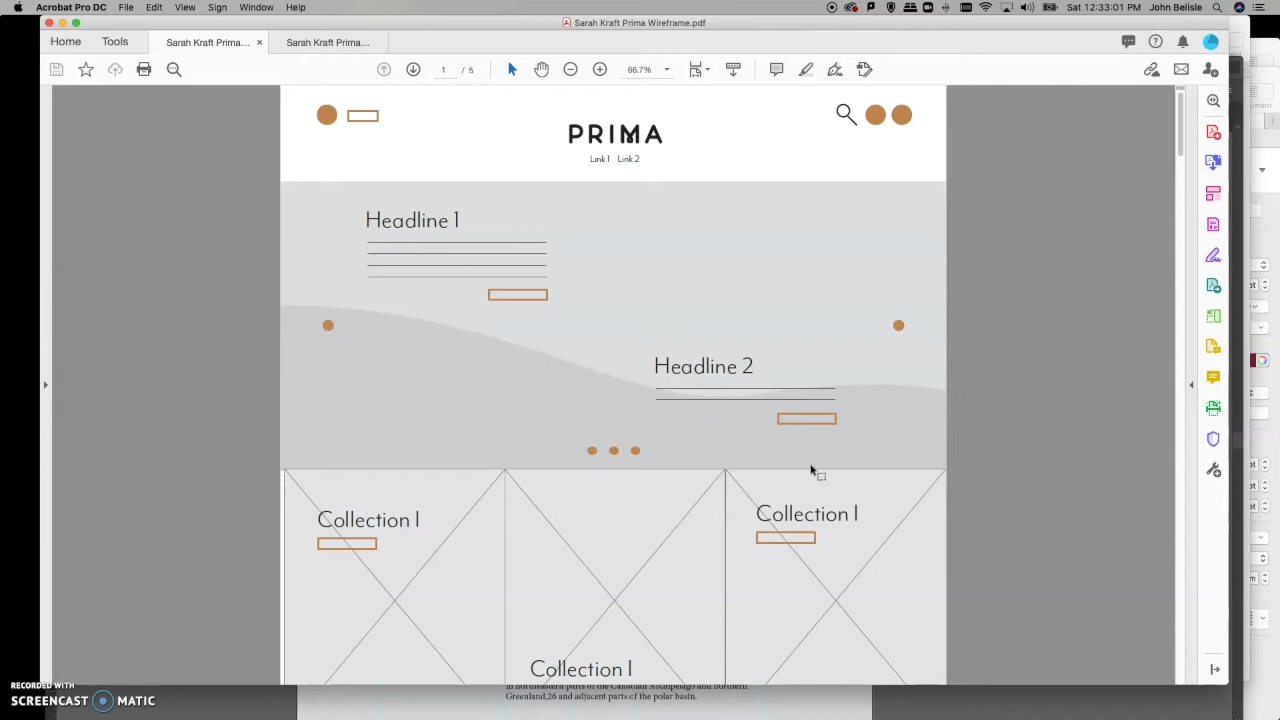 Acrobat Pro DC File Edit View Sign Window Help
Sat 12:33:01 PM John Belisle
Sarah Kraft Prima Wireframe.pdf
Home Tools Sarah Kraft Prima... × Sarah Kraft Prima...
1 / 5 66.7%
PRIMA
Link 1 Link 2
Headline 1
Headline 2
Collection 1
Collection 1
Collection 1
in northeastern parts of the Canadian Archipelago and northern
Greenland,26 and adjacent parts of the polar basin.
RECORDED WITH
SCREENCAST MATIC